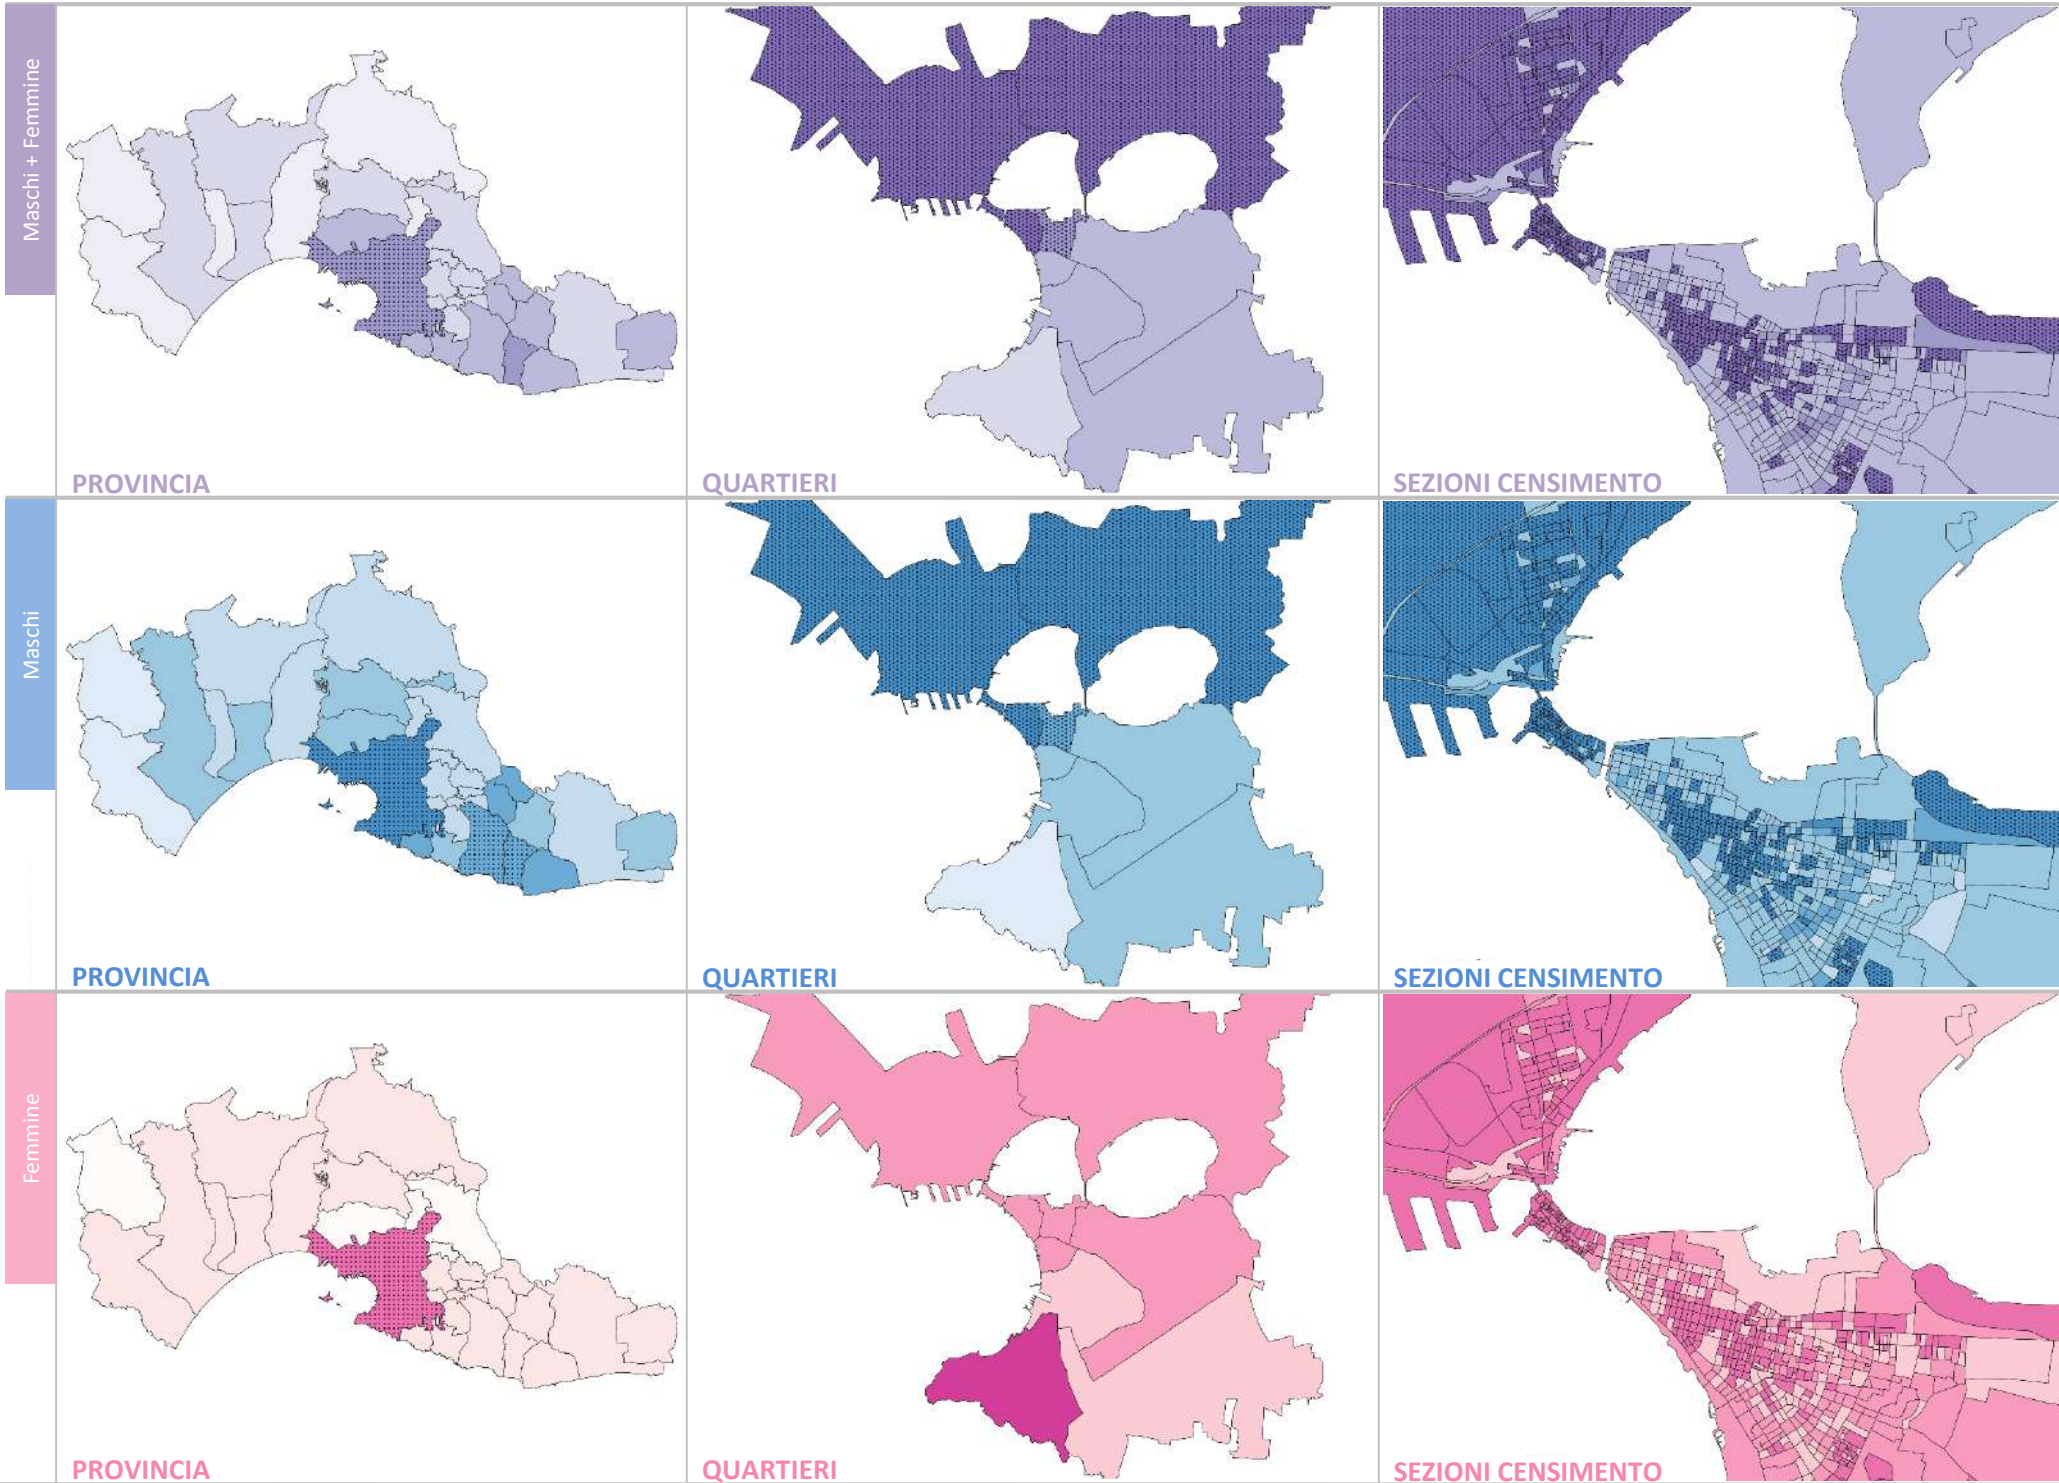 Maschi + Femmine
PROVINCIA
QUARTIERI
SEZIONI CENSIMENTO
Maschi
PROVINCIA
QUARTIERI
SEZIONI CENSIMENTO
Femmine
PROVINCIA
QUARTIERI
SEZIONI CENSIMENTO